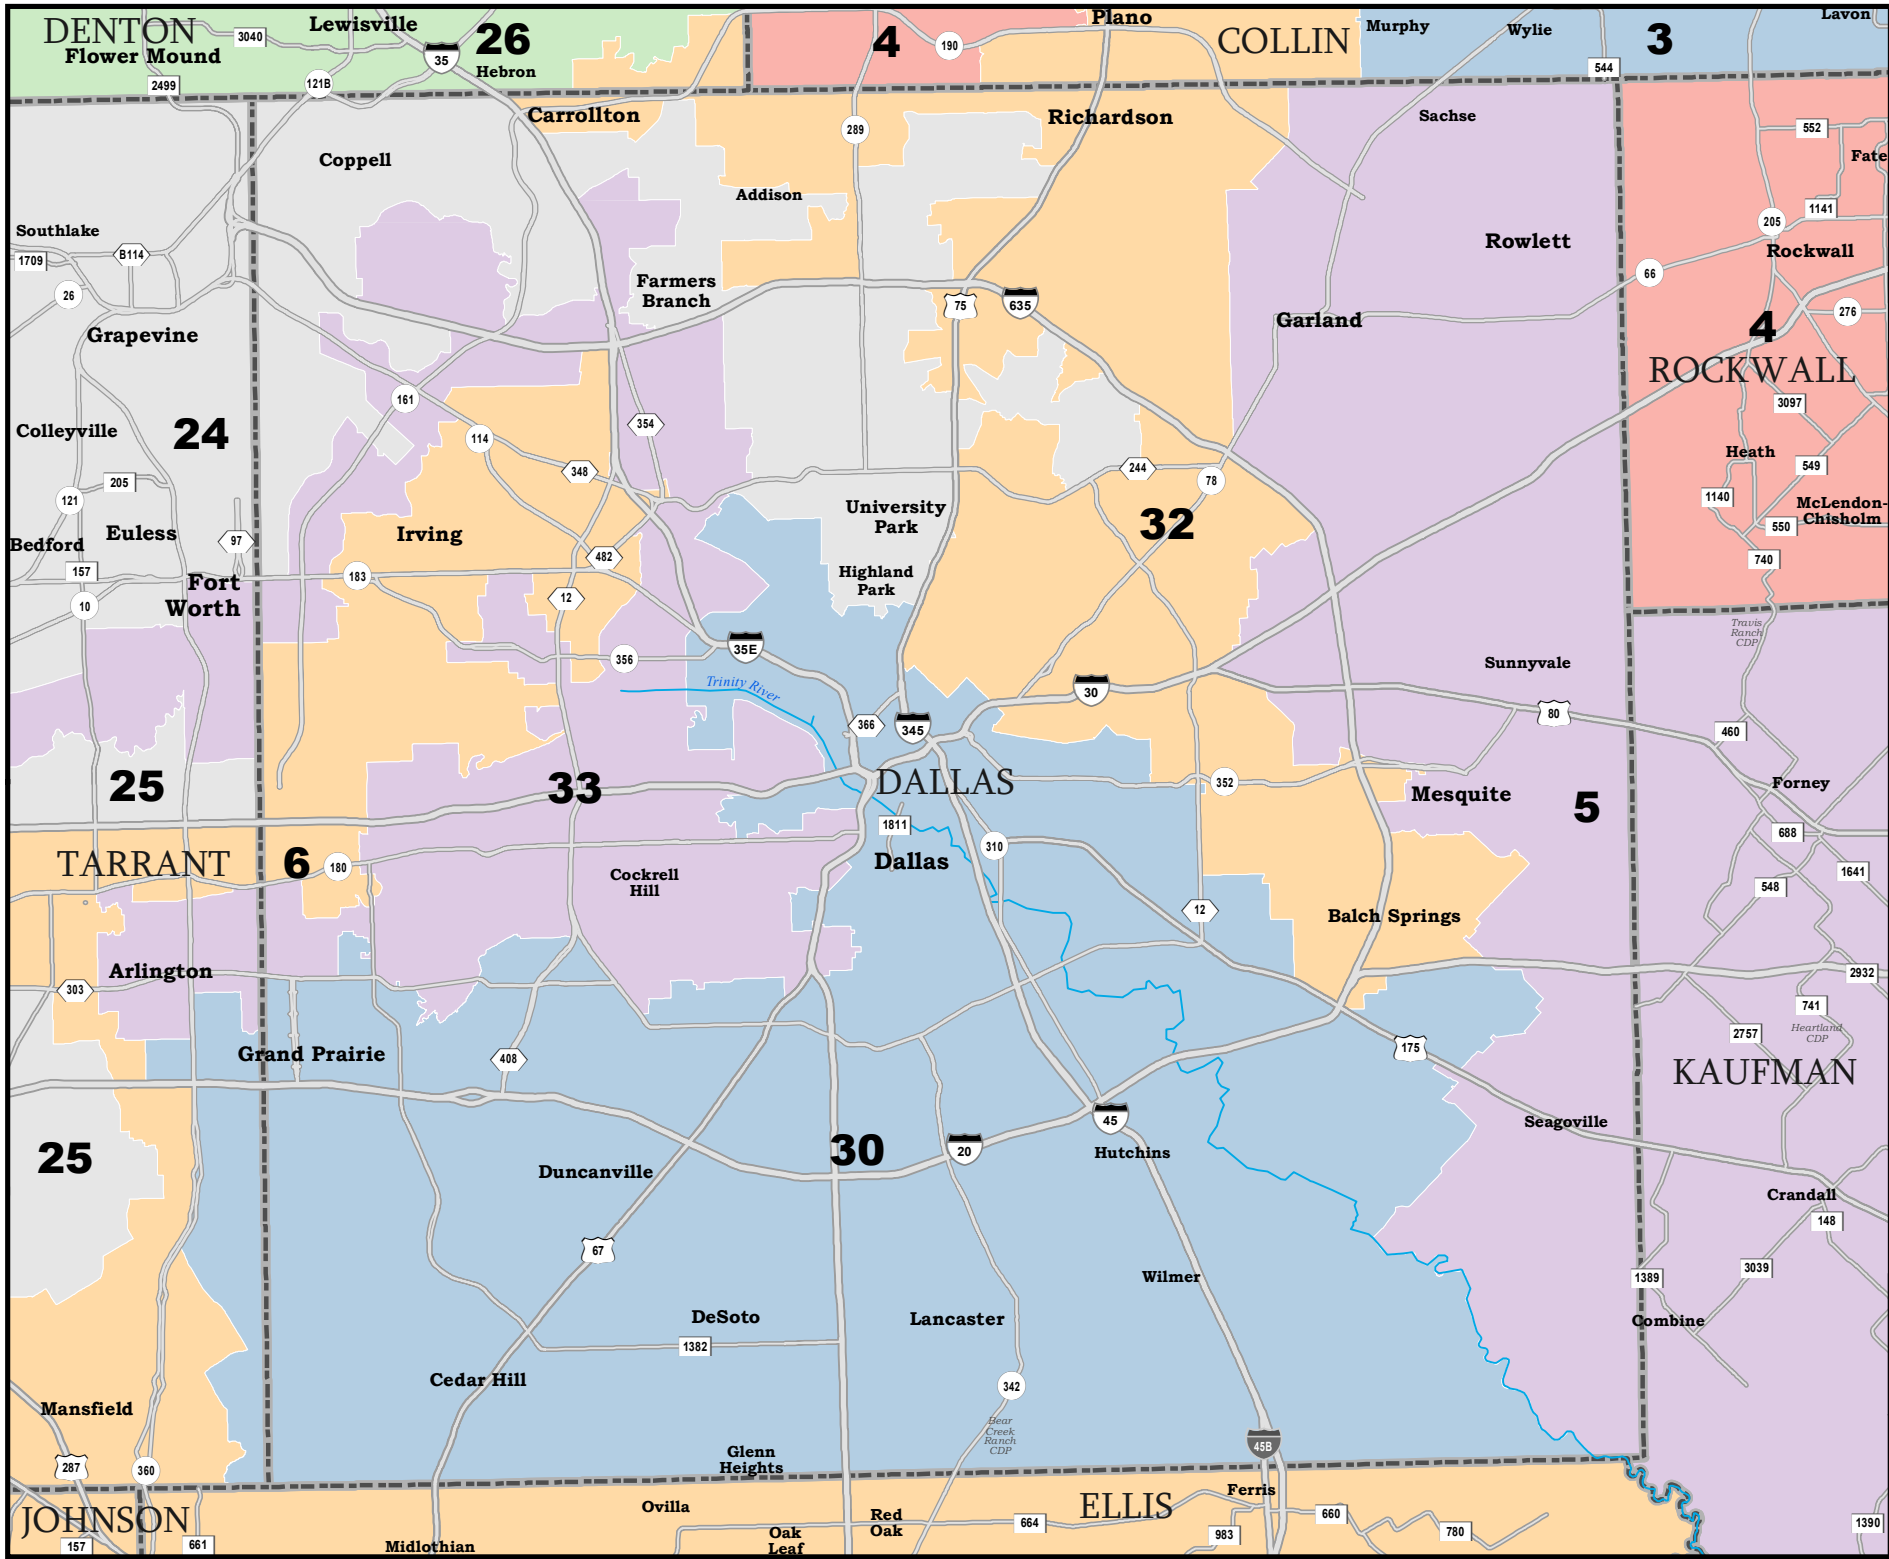 DENTON
Flower Mound
3040
Lewisville
35
26
Hebron
4
190
Plano
COLLIN
Murphy
Wylie
3
Lavon
544
2499
121B
Carrollton
289
Richardson
Sachse
552
Fate
Coppell
Addison
1141
205
Southlake
1709
B114
26
Rowlett
Rockwall
66
Farmers
Branch
75
635
Garland
276
4
ROCKWALL
Grapevine
161
3097
Colleyville
24
114
354
348
244
78
Heath
549
205
121
1140
McLendon-
Chisholm
550
University
Park
32
Euless
Irving
97
Bedford
157
482
740
Fort
Worth
183
Highland
Park
12
10
Travis
Ranch
CDP
356
35E
Sunnyvale
Trinity River
30
366
345
80
460
25
33
DALLAS
352
Mesquite
5
Forney
1811
688
TARRANT
6
180
Dallas
310
1641
Cockrell
Hill
548
12
Balch Springs
Arlington
303
2932
741
Heartland
CDP
2757
Grand Prairie
408
175
KAUFMAN
45
Seagoville
25
30
20
Hutchins
Duncanville
Crandall
148
67
Wilmer
3039
1389
DeSoto
Lancaster
Combine
1382
Cedar Hill
342
Mansfield
Bear
Creek
Ranch
CDP
45B
Glenn
Heights
287
360
Ferris
JOHNSON
Ovilla
ELLIS
Red
Oak
664
660
1390
983
780
Oak
Leaf
157
661
Midlothian